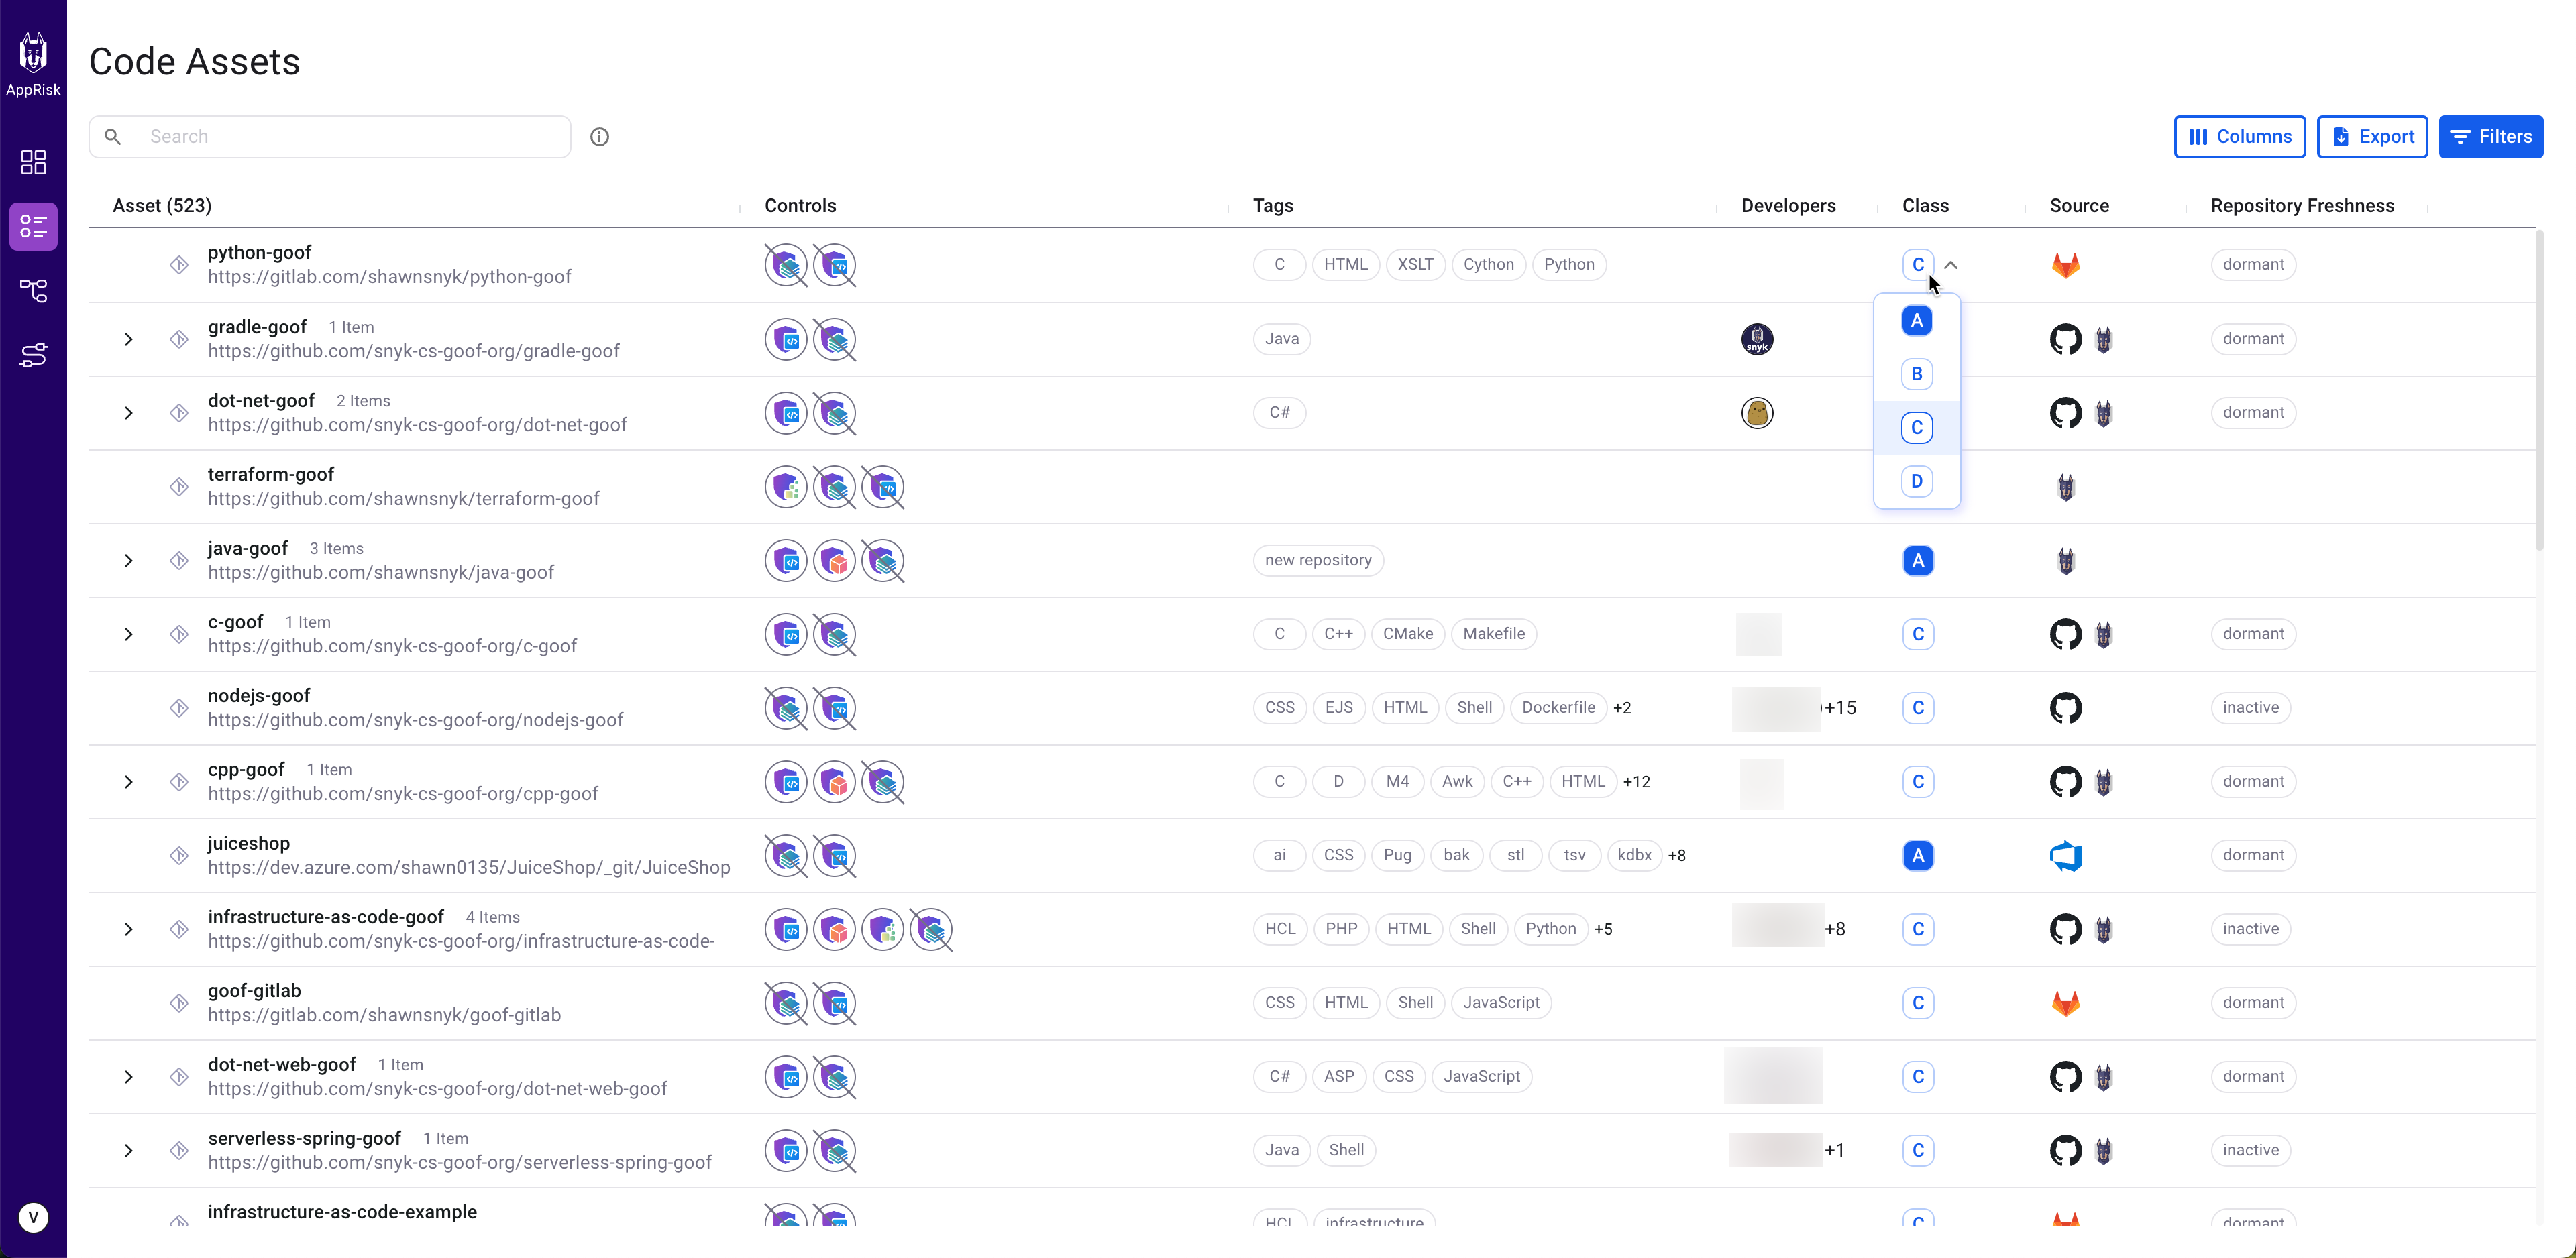 AppRisk
Code Assets
Search
Columns
Export
Filters
Asset (523)
Controls
Tags
Developers
Class
Source
Repository Freshness
python-goof
https://gitlab.com/shawnsnyk/python-goof
C HTML XSLT Cython Python
C
dormant
A
B
C
D
gradle-goof 1 Item
https://github.com/snyk-cs-goof-org/gradle-goof
Java
snyk
dormant
dot-net-goof 2 Items
https://github.com/snyk-cs-goof-org/dot-net-goof
C#
dormant
terraform-goof
https://github.com/shawnsnyk/terraform-goof
java-goof 3 Items
https://github.com/shawnsnyk/java-goof
new repository
A
c-goof 1 Item
https://github.com/snyk-cs-goof-org/c-goof
C C++ CMake Makefile
C
dormant
nodejs-goof
https://github.com/snyk-cs-goof-org/nodejs-goof
CSS EJS HTML Shell Dockerfile +2
+15
C
inactive
cpp-goof 1 Item
https://github.com/snyk-cs-goof-org/cpp-goof
C D M4 Awk C++ HTML +12
C
dormant
juiceshop
https://dev.azure.com/shawn0135/JuiceShop/_git/JuiceShop
ai CSS Pug bak stl tsv kdbx +8
A
dormant
infrastructure-as-code-goof 4 Items
https://github.com/snyk-cs-goof-org/infrastructure-as-code-
HCL PHP HTML Shell Python +5
+8
C
inactive
goof-gitlab
https://gitlab.com/shawnsnyk/goof-gitlab
CSS HTML Shell JavaScript
C
dormant
dot-net-web-goof 1 Item
https://github.com/snyk-cs-goof-org/dot-net-web-goof
C# ASP CSS JavaScript
C
dormant
serverless-spring-goof 1 Item
https://github.com/snyk-cs-goof-org/serverless-spring-goof
Java Shell
+1
C
inactive
infrastructure-as-code-example
HCL infrastructure
C
dormant
V